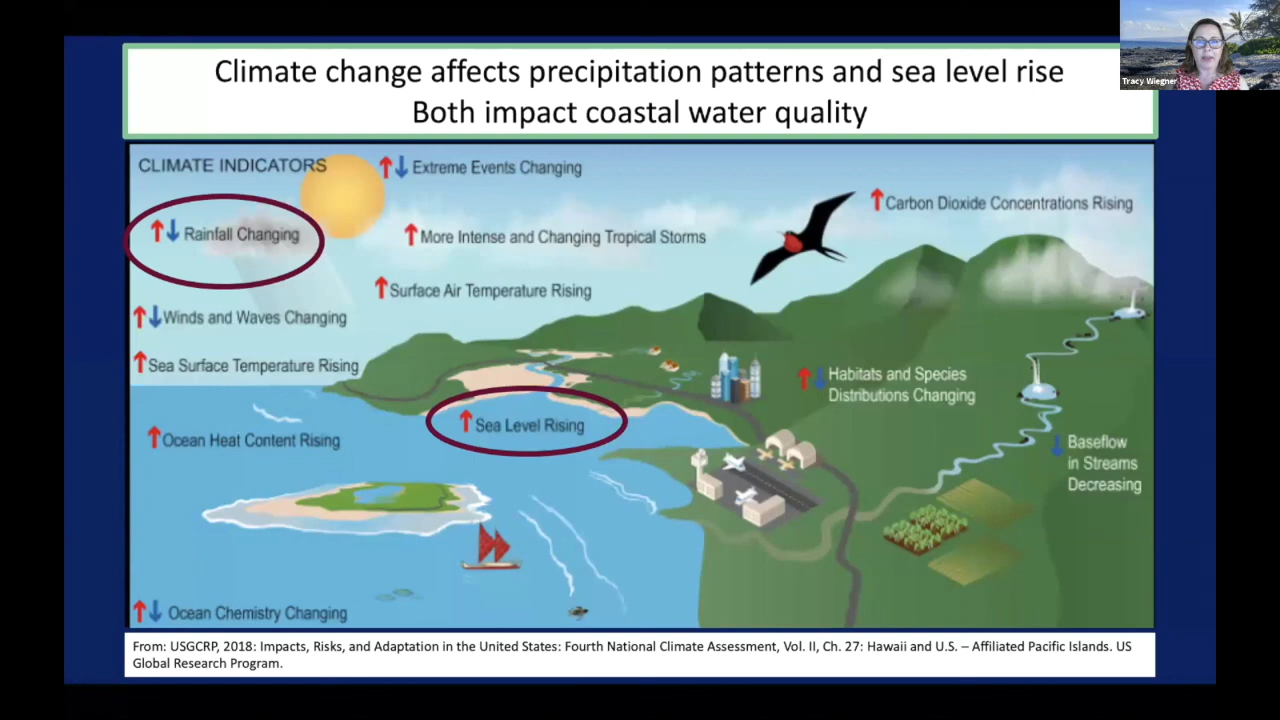 Climate change affects precipitation patterns and sea level rise
Both impact coastal water quality
Tracy Wiegner
CLIMATE INDICATORS
Extreme Events Changing
Carbon Dioxide Concentrations Rising
Rainfall Changing
More Intense and Changing Tropical Storms
Surface Air Temperature Rising
Winds and Waves Changing
Sea Surface Temperature Rising
Habitats and Species
Distributions Changing
Sea Level Rising
Ocean Heat Content Rising
Baseflow
in Streams
Decreasing
Ocean Chemistry Changing
From: USGCRP, 2018: Impacts, Risks, and Adaptation in the United States: Fourth National Climate Assessment, Vol. II, Ch. 27: Hawaii and U.S. – Affiliated Pacific Islands. US
Global Research Program.